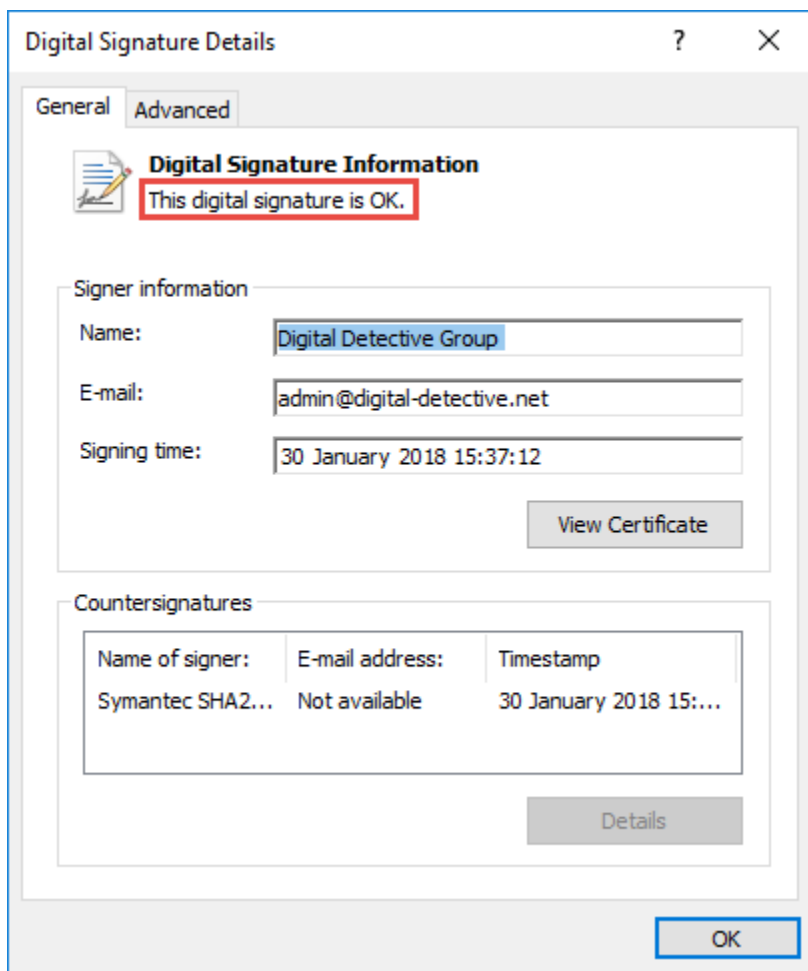 Digital Signature Details
General Advanced
Digital Signature Information
This digital signature is OK.
Signer information
Name: Digital Detective Group
E-mail: admin@digital-detective.net
Signing time: 30 January 2018 15:37:12
View Certificate
Countersignatures
Name of signer: E-mail address: Timestamp
Symantec SHA2... Not available 30 January 2018 15:...
Details
OK